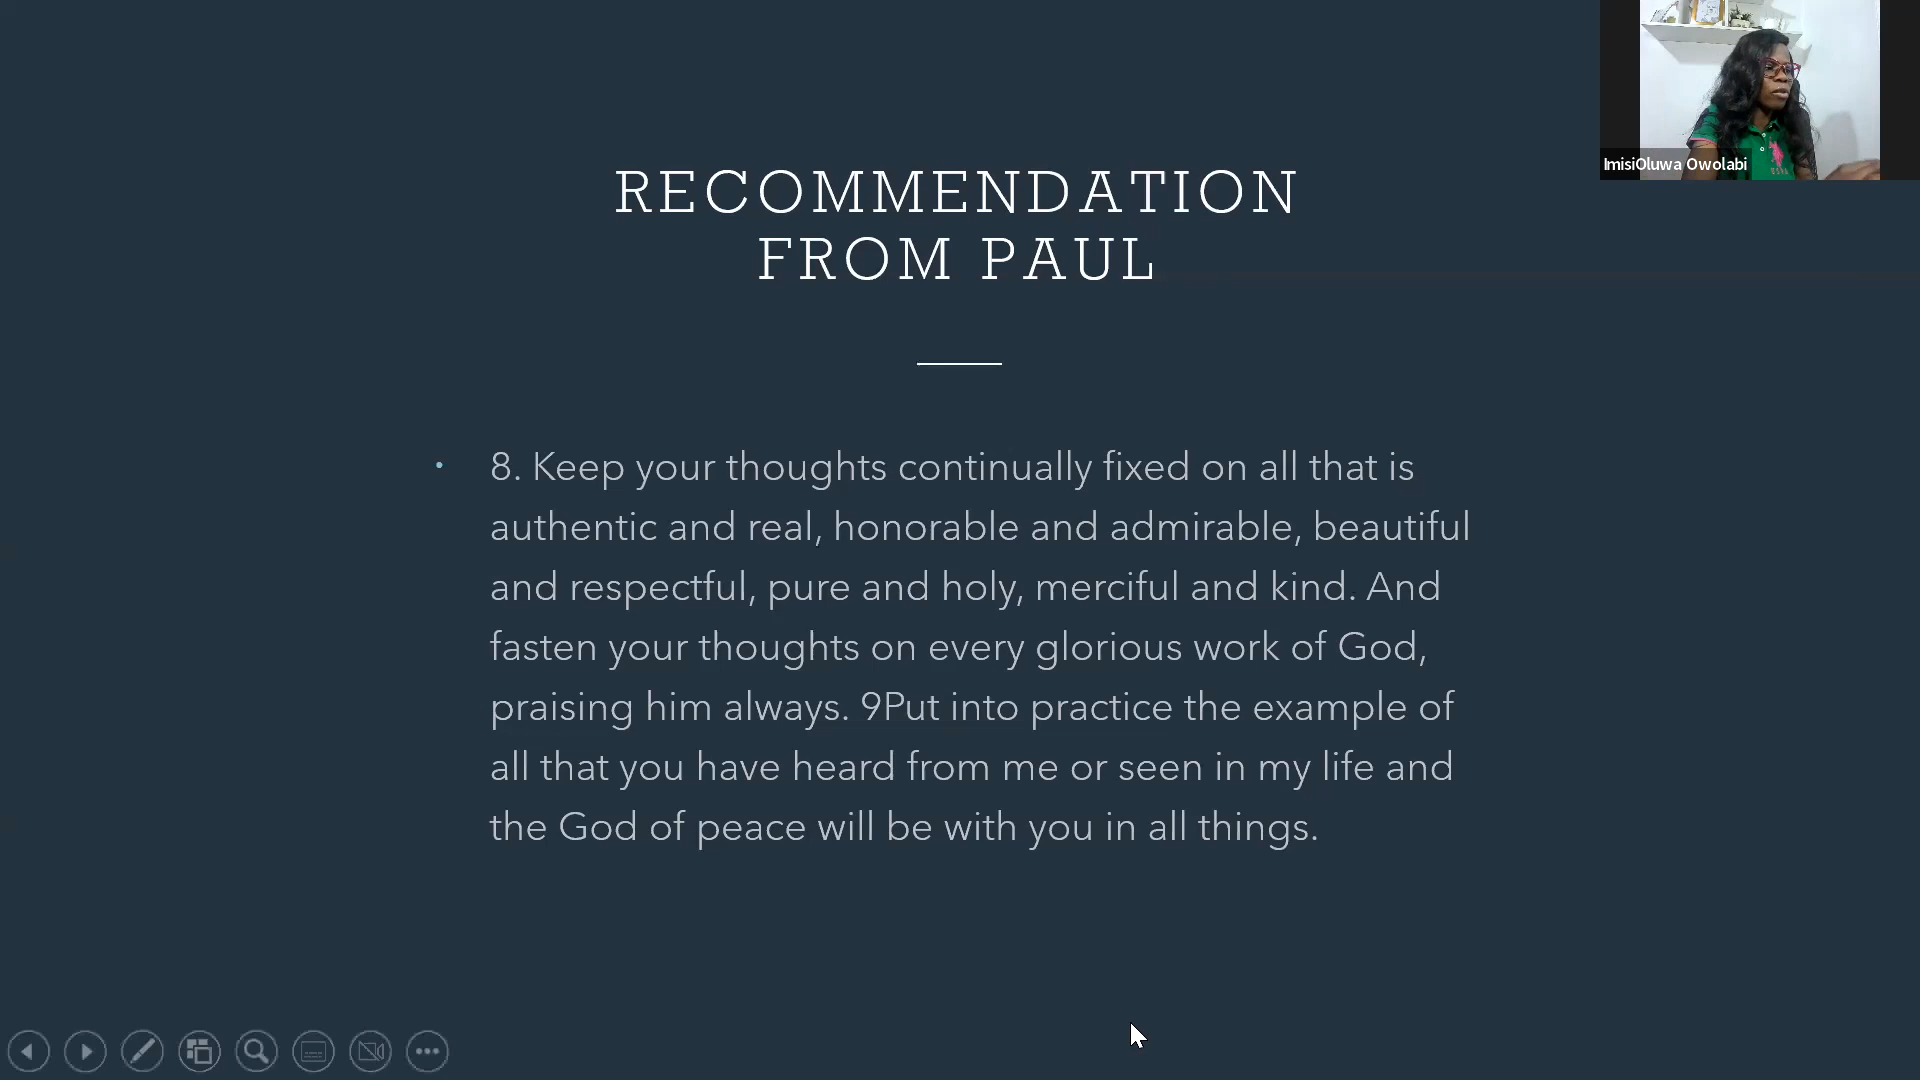 ImisiOluwa Owolabi
RECOMMENDATION
FROM PAUL
• 8. Keep your thoughts continually fixed on all that is
authentic and real, honorable and admirable, beautiful
and respectful, pure and holy, merciful and kind. And
fasten your thoughts on every glorious work of God,
praising him always. 9Put into practice the example of
all that you have heard from me or seen in my life and
the God of peace will be with you in all things.